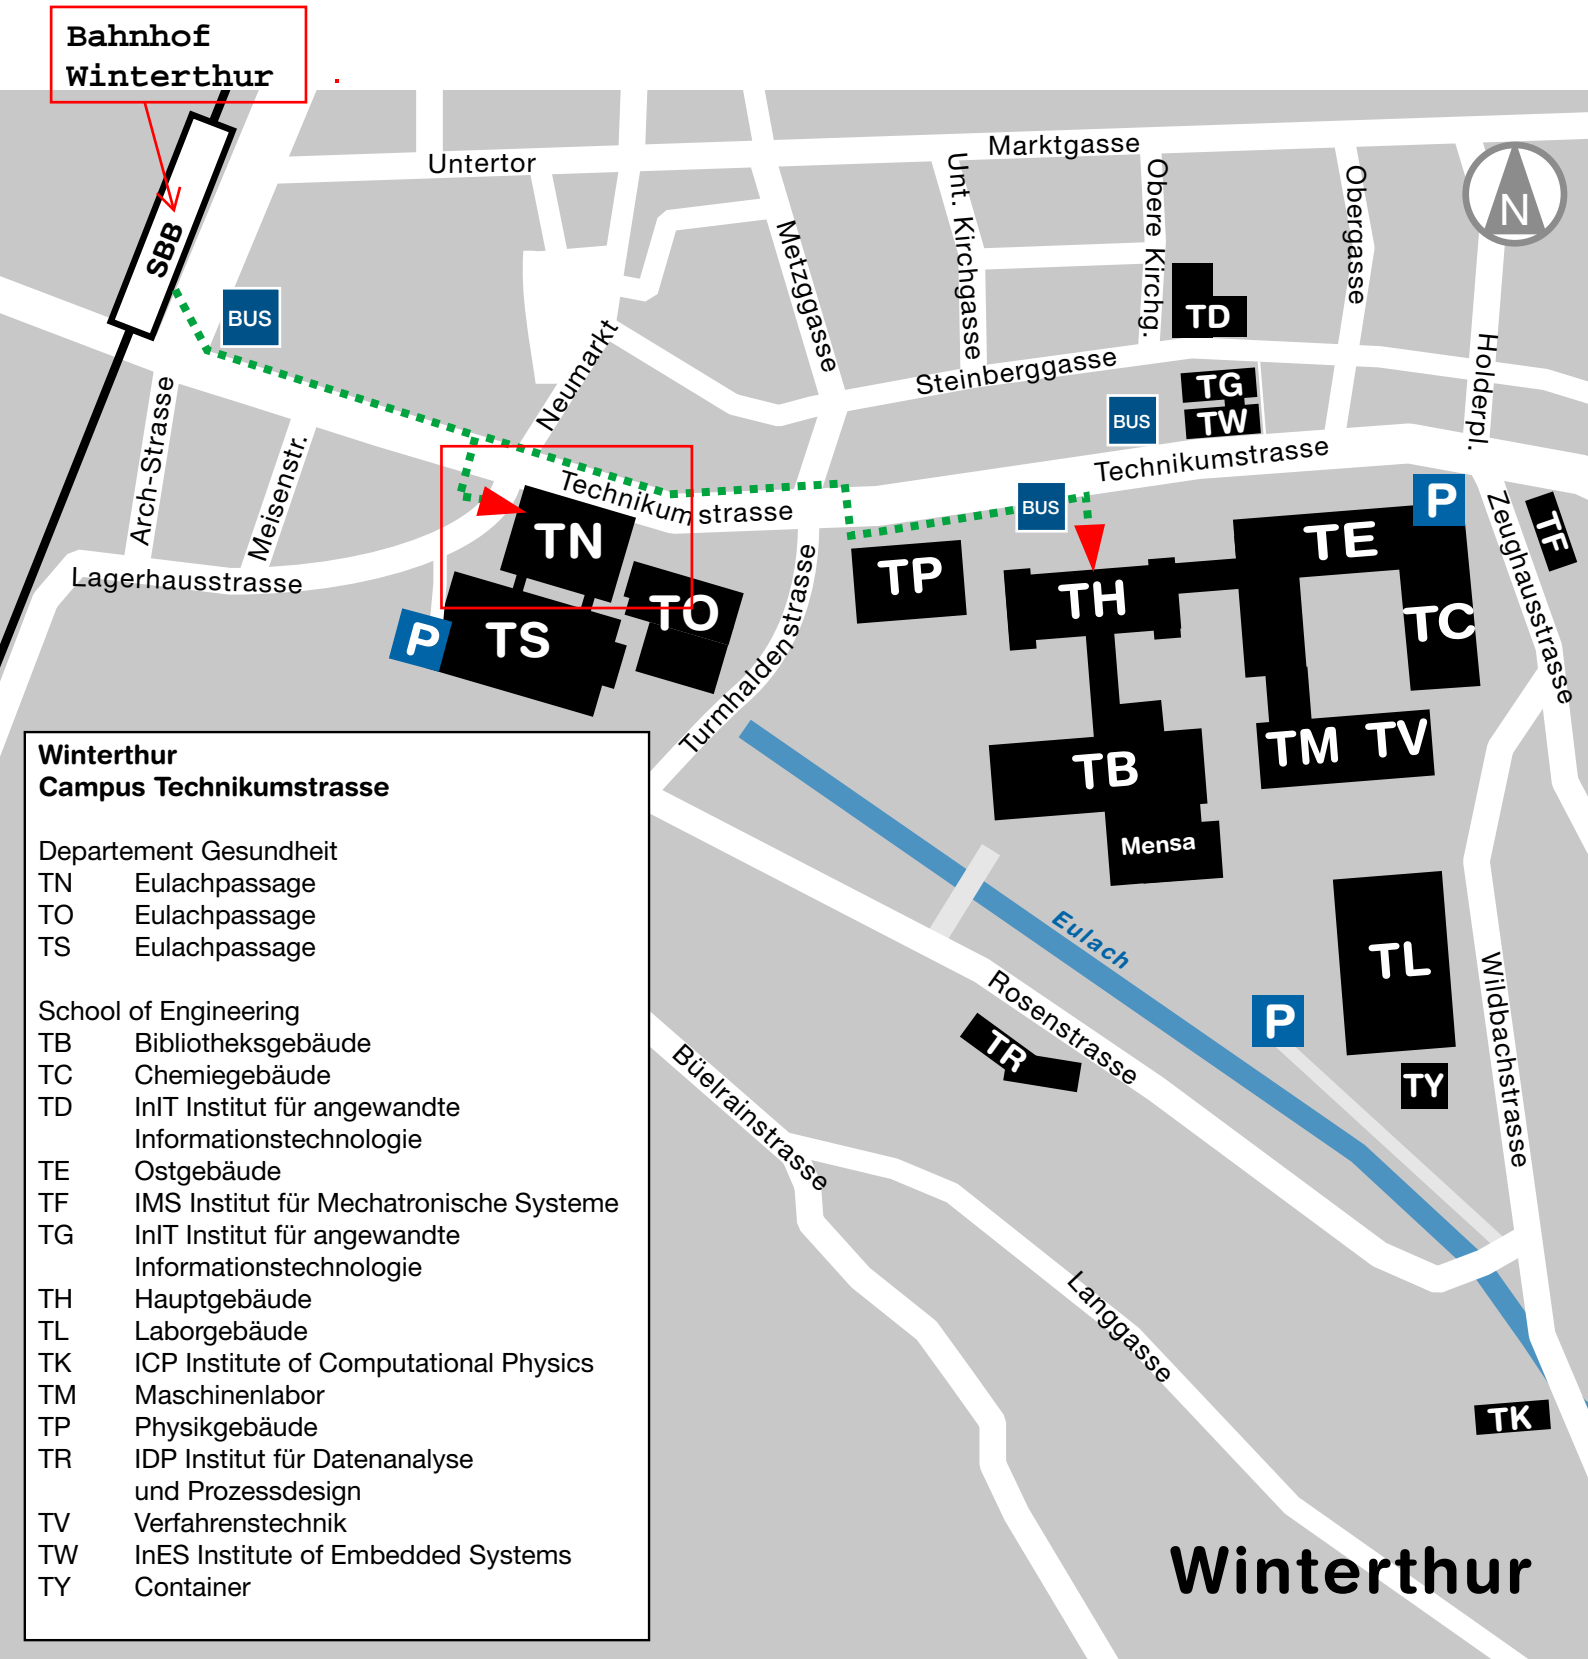 Bahnhof
Winterthur
SBB
BUS
Untertor
Marktgasse
Unt. Kirchgasse
Obere Kirchg.
Obergasse
N
Metzggasse
Neumarkt
Steinberggasse
TD
TG
TW
BUS
Holderpl.
Arch-Strasse
Meisenstr.
Lagerhausstrasse
Technikumstrasse
Technikumstrasse
BUS
P
TN
TO
TS
P
Turmhaldenstrasse
TP
TH
TE
TC
TF
Zeughausstrasse
TB
TM TV
Mensa
Eulach
TL
P
TY
Wildbachstrasse
Rosenstrasse
TR
Büelrainstrasse
Langgasse
TK
Winterthur
Winterthur
Campus Technikumstrasse
Departement Gesundheit
TN Eulachpassage
TO Eulachpassage
TS Eulachpassage
School of Engineering
TB Bibliotheksgebäude
TC Chemiegebäude
TD InIT Institut für angewandte
Informationstechnologie
TE Ostgebäude
TF IMS Institut für Mechatronische Systeme
TG InIT Institut für angewandte
Informationstechnologie
TH Hauptgebäude
TL Laborgebäude
TK ICP Institute of Computational Physics
TM Maschinenlabor
TP Physikgebäude
TR IDP Institut für Datenanalyse
und Prozessdesign
TV Verfahrenstechnik
TW InES Institute of Embedded Systems
TY Container